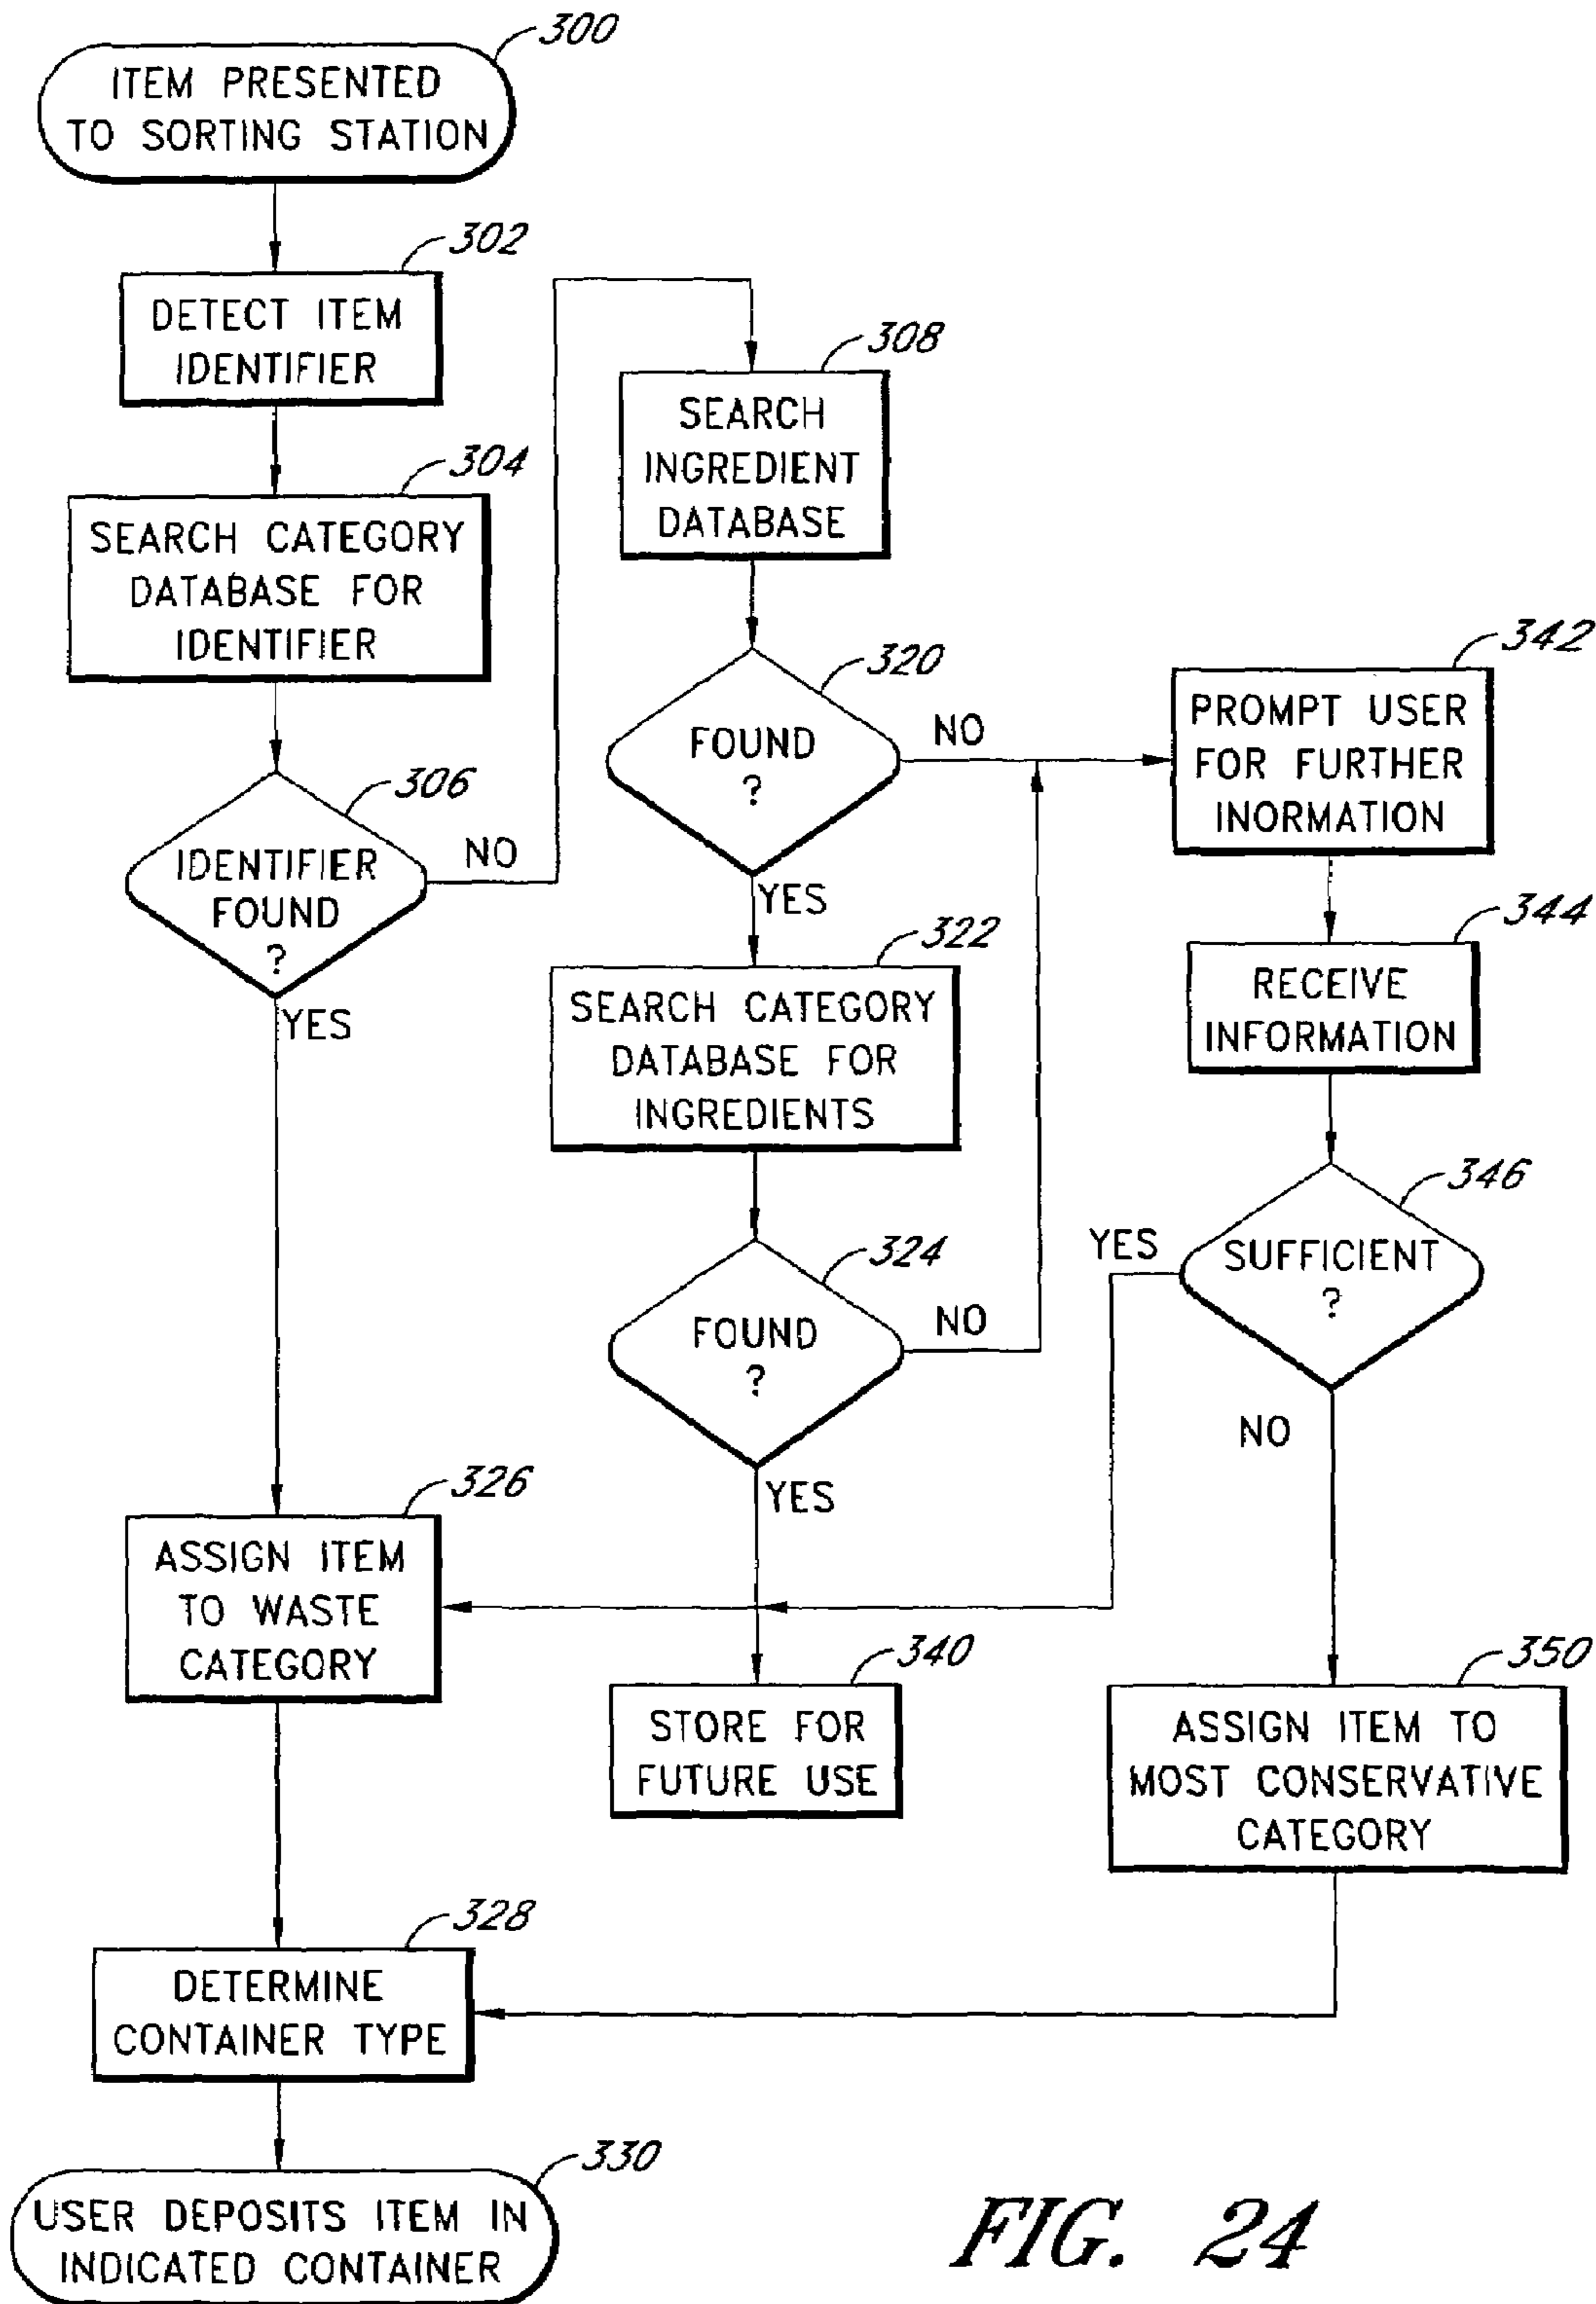 300
ITEM PRESENTED
TO SORTING STATION
302
DETECT ITEM
IDENTIFIER
304
SEARCH CATEGORY
DATABASE FOR
IDENTIFIER
306
IDENTIFIER
FOUND
?
NO
YES
308
SEARCH
INGREDIENT
DATABASE
320
FOUND
?
NO
YES
322
SEARCH CATEGORY
DATABASE FOR
INGREDIENTS
324
FOUND
?
NO
YES
342
PROMPT USER
FOR FURTHER
INORMATION
344
RECEIVE
INFORMATION
346
SUFFICIENT
?
YES
NO
326
ASSIGN ITEM
TO WASTE
CATEGORY
340
STORE FOR
FUTURE USE
350
ASSIGN ITEM TO
MOST CONSERVATIVE
CATEGORY
328
DETERMINE
CONTAINER TYPE
330
USER DEPOSITS ITEM IN
INDICATED CONTAINER
FIG. 24